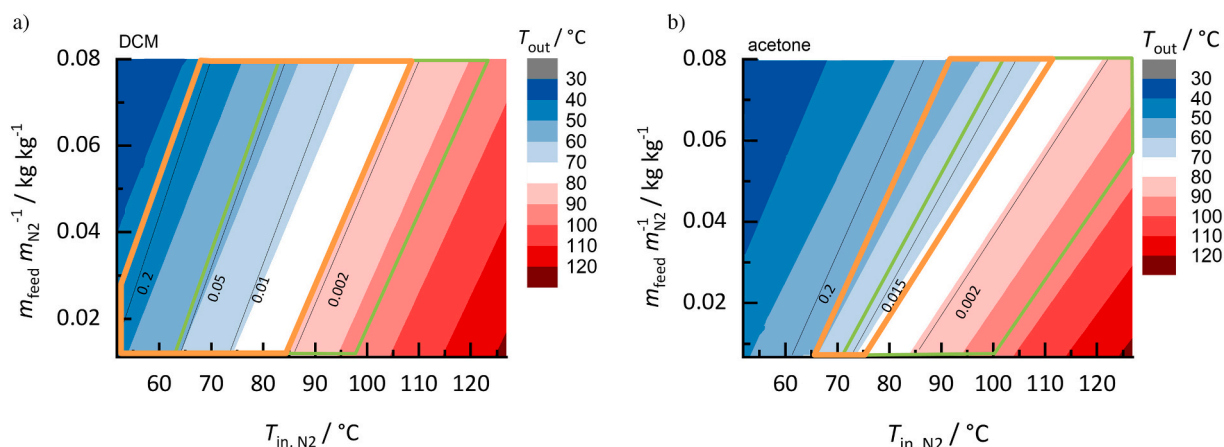 a)
DCM
T_out / °C
0.08
0.06
0.04
0.02
0.2
0.05
0.01
0.002
30
40
60
70
80
90
100
110
120
60 70 80 90 100 110 120
m_feed m_N2^-1 / kg kg^-1
T_in, N2 / °C
b)
acetone
T_out / °C
0.08
0.06
0.04
0.02
0.2
0.015
0.002
30
40
60
70
80
90
100
110
120
60 70 80 90 100 110 120
m_feed m_N2^-1 / kg kg^-1
T_in, N2 / °C